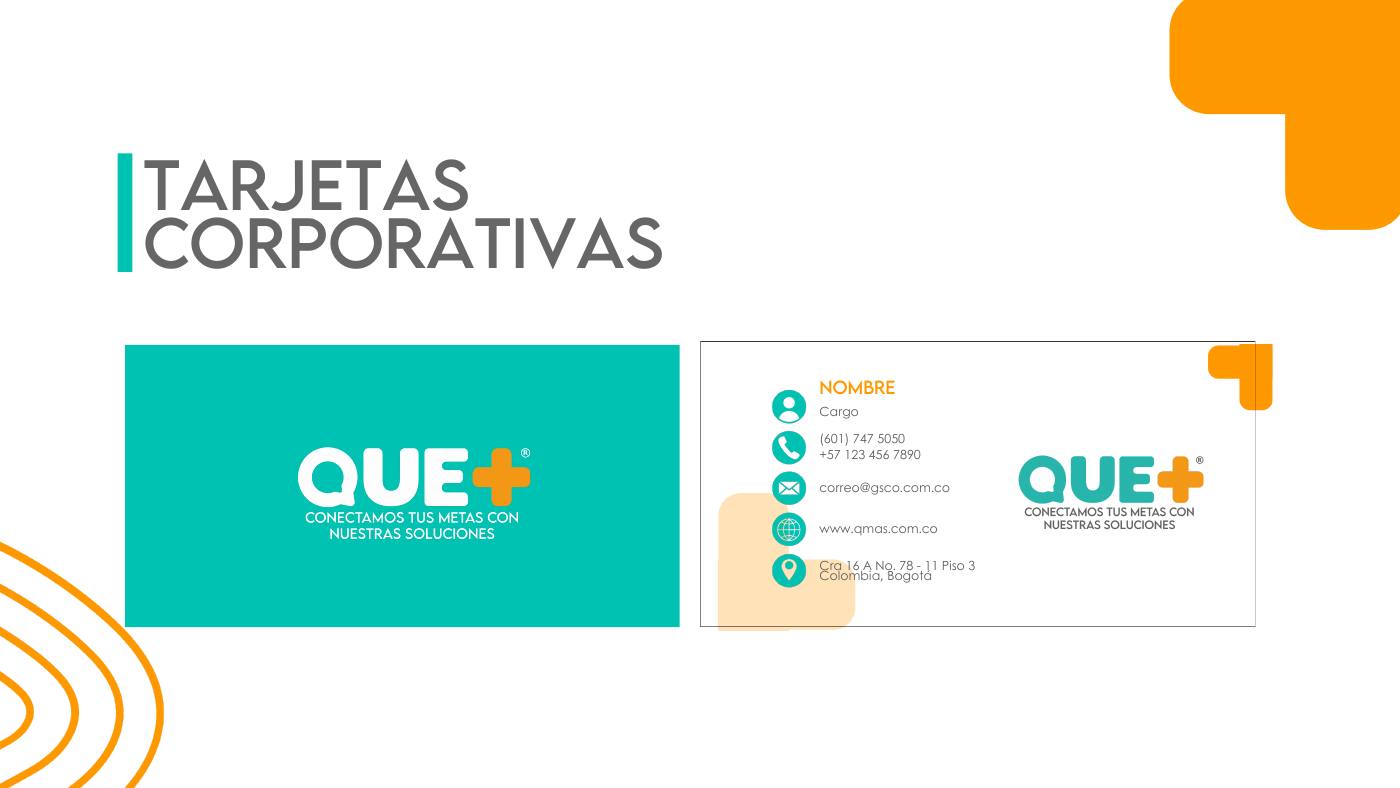 TARJETAS
CORPORATIVAS
QUE+®
CONECTAMOS TUS METAS CON
NUESTRAS SOLUCIONES
NOMBRE
Cargo
(601) 747 5050
+57 123 456 7890
correo@gsco.com.co
www.qmas.com.co
Cra 16 A No. 78 - 11 Piso 3
Colombia, Bogotá
QUE+®
CONECTAMOS TUS METAS CON
NUESTRAS SOLUCIONES